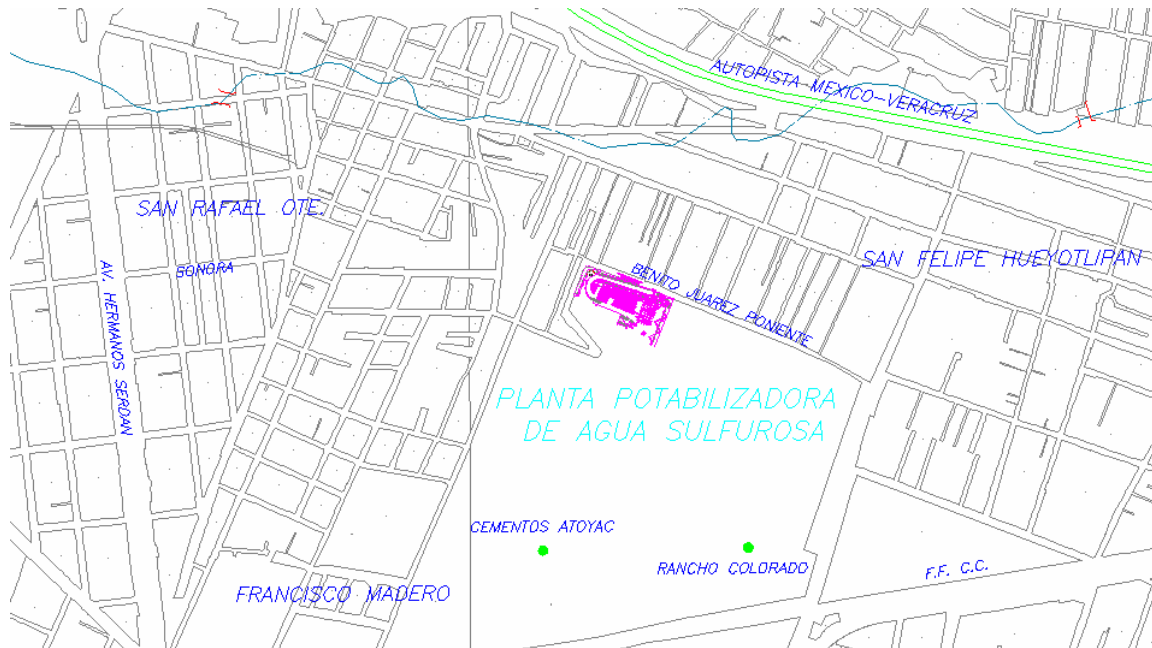 AUTOPISTA-MEXICO-VERACRUZ
SAN RAFAEL OTE.
SONORA
AV. HERMANOS SERDAN
SAN FELIPE HUEYOTLIPAN
BENITO JUAREZ PONIENTE
PLANTA POTABILIZADORA
DE AGUA SULFUROSA
CEMENTOS ATOYAC
RANCHO COLORADO
F.F. C.C.
FRANCISCO MADERO